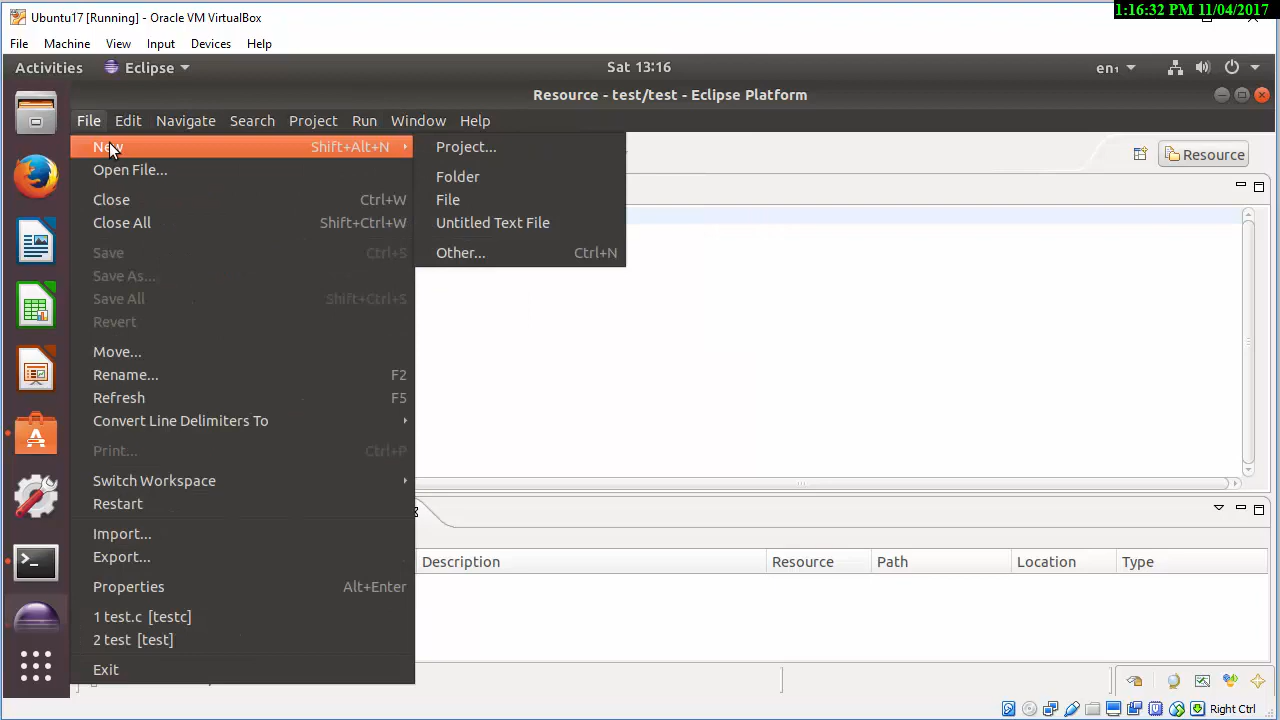 1:16:32 PM 11/04/2017
Ubuntu17 [Running] - Oracle VM VirtualBox
File Machine View Input Devices Help
Activities Eclipse Sat 13:16 en₁
Resource - test/test - Eclipse Platform
File Edit Navigate Search Project Run Window Help
New Shift+Alt+N Project...
Resource
Open File...
Folder
Close Ctrl+W File
Close All Shift+Ctrl+W Untitled Text File
Save Ctrl+S Other... Ctrl+N
Save As...
Save All Shift+Ctrl+S
Revert
Move...
Rename... F2
Refresh F5
Convert Line Delimiters To
Print... Ctrl+P
Switch Workspace
Restart
Import...
Export...
Description Resource Path Location Type
Properties Alt+Enter
1 test.c [testc]
2 test [test]
Exit
Right Ctrl